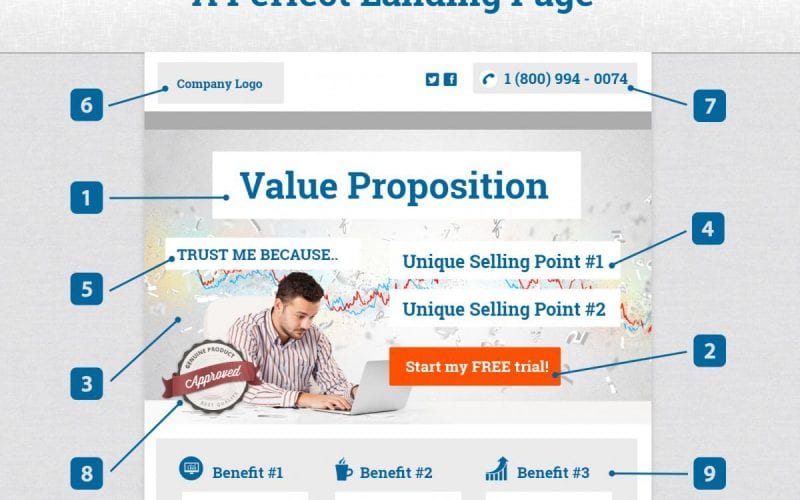 A Perfect Landing Page
6
Company Logo
1 (800) 994 - 0074
7
1
Value Proposition
4
5
TRUST ME BECAUSE..
Unique Selling Point #1
Unique Selling Point #2
3
GENUINE PRODUCT
Approved
BEST QUALITY
Start my FREE trial!
2
8
Benefit #1
Benefit #2
Benefit #3
9